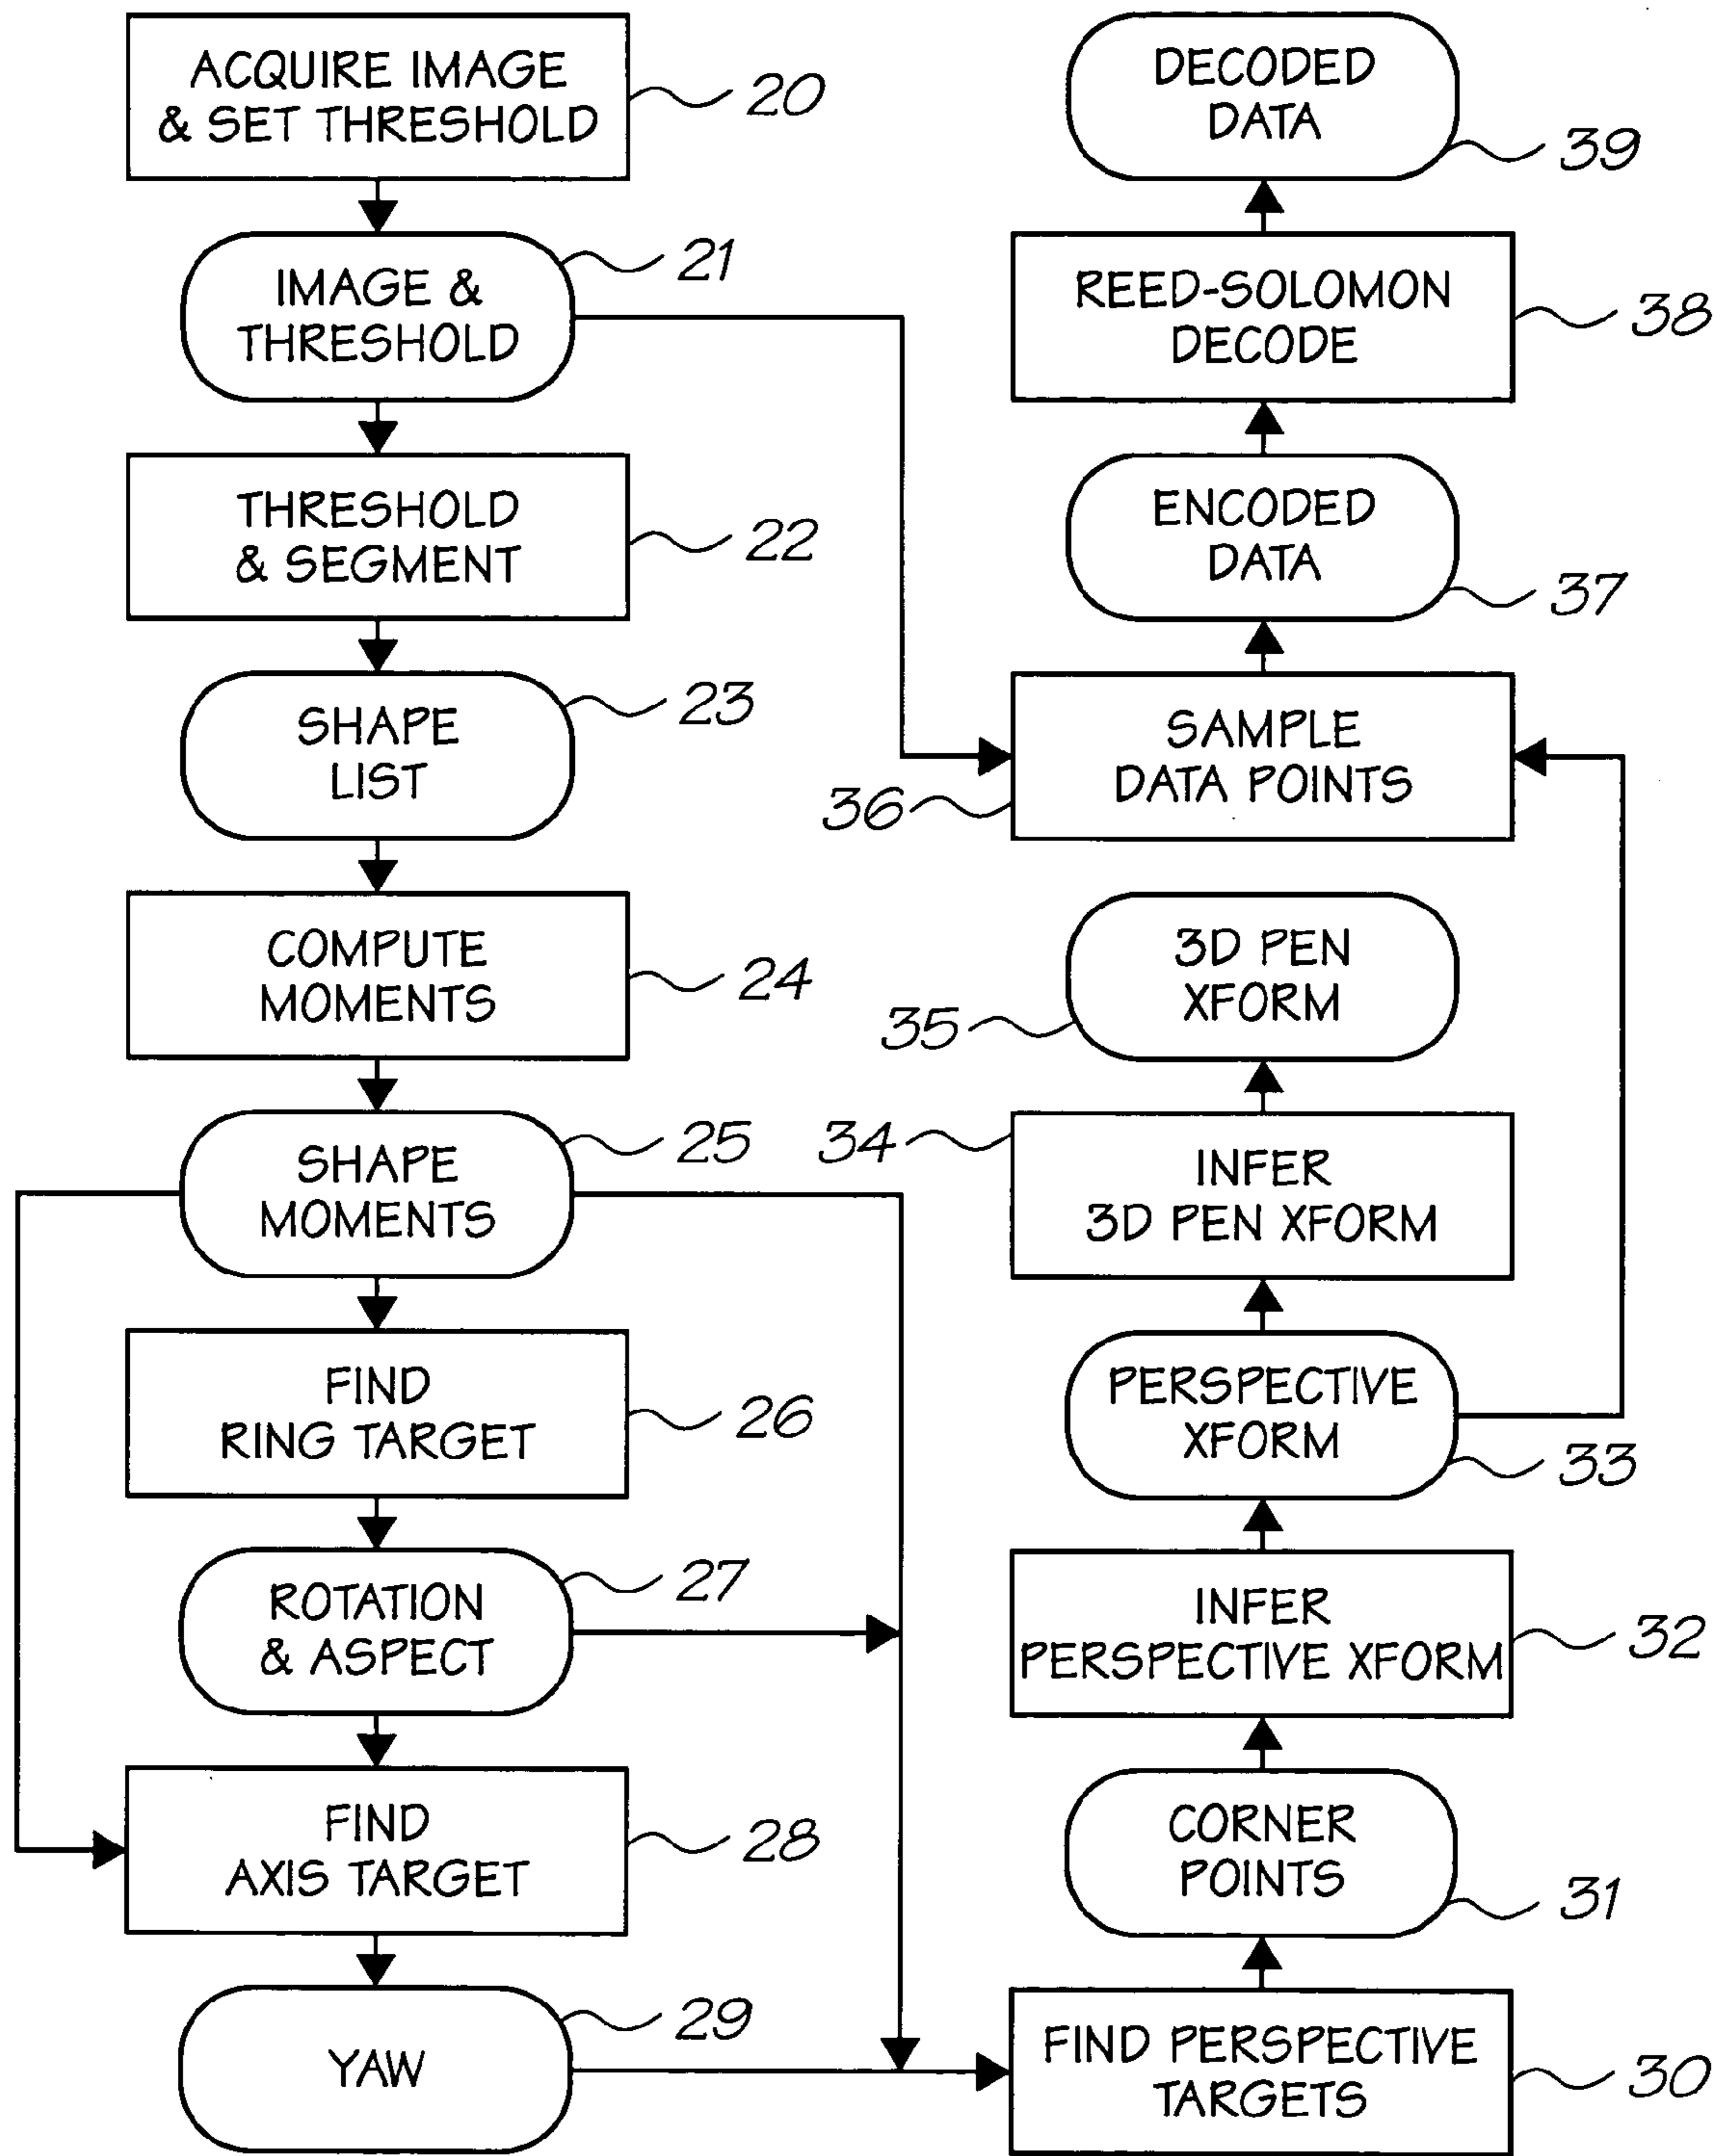 ACQUIRE IMAGE
& SET THRESHOLD
20
IMAGE &
THRESHOLD
21
THRESHOLD
& SEGMENT
22
SHAPE
LIST
23
COMPUTE
MOMENTS
24
SHAPE
MOMENTS
25
FIND
RING TARGET
26
ROTATION
& ASPECT
27
FIND
AXIS TARGET
28
YAW
29
DECODED
DATA
39
REED-SOLOMON
DECODE
38
ENCODED
DATA
37
SAMPLE
DATA POINTS
36
3D PEN
XFORM
35
INFER
3D PEN XFORM
34
PERSPECTIVE
XFORM
33
INFER
PERSPECTIVE XFORM
32
CORNER
POINTS
31
FIND PERSPECTIVE
TARGETS
30